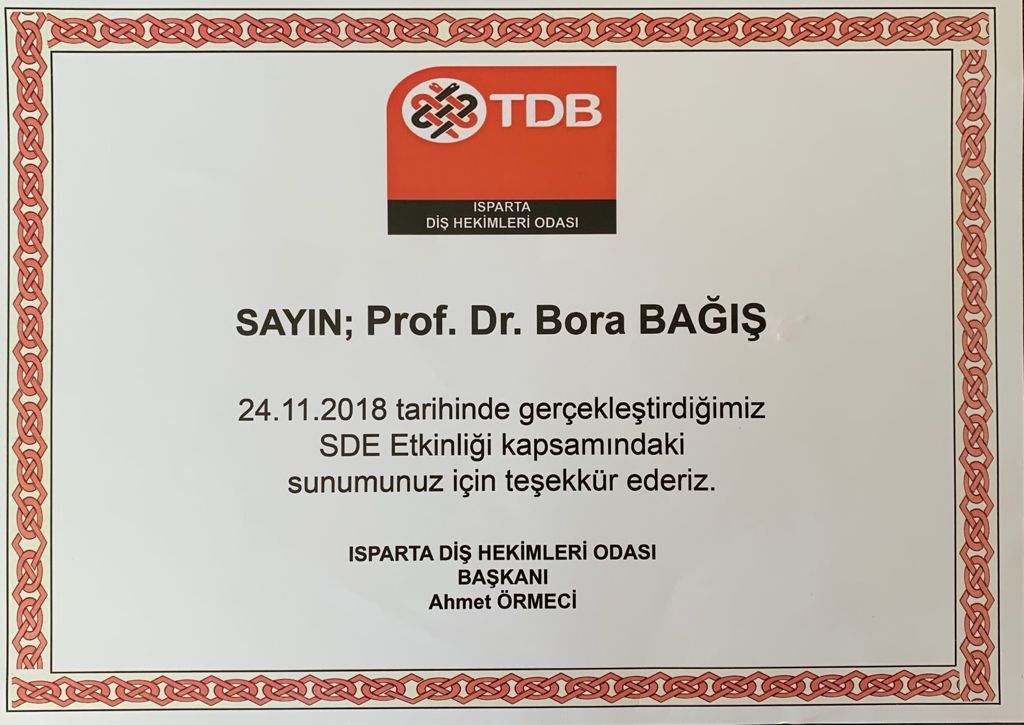 TDB
ISPARTA
DİŞ HEKİMLERİ ODASI
SAYIN; Prof. Dr. Bora BAĞIŞ
24.11.2018 tarihinde gerçekleştirdiğimiz
SDE Etkinliği kapsamındaki
sunumunuz için teşekkür ederiz.
ISPARTA DİŞ HEKİMLERİ ODASI
BAŞKANI
Ahmet ÖRMECİ